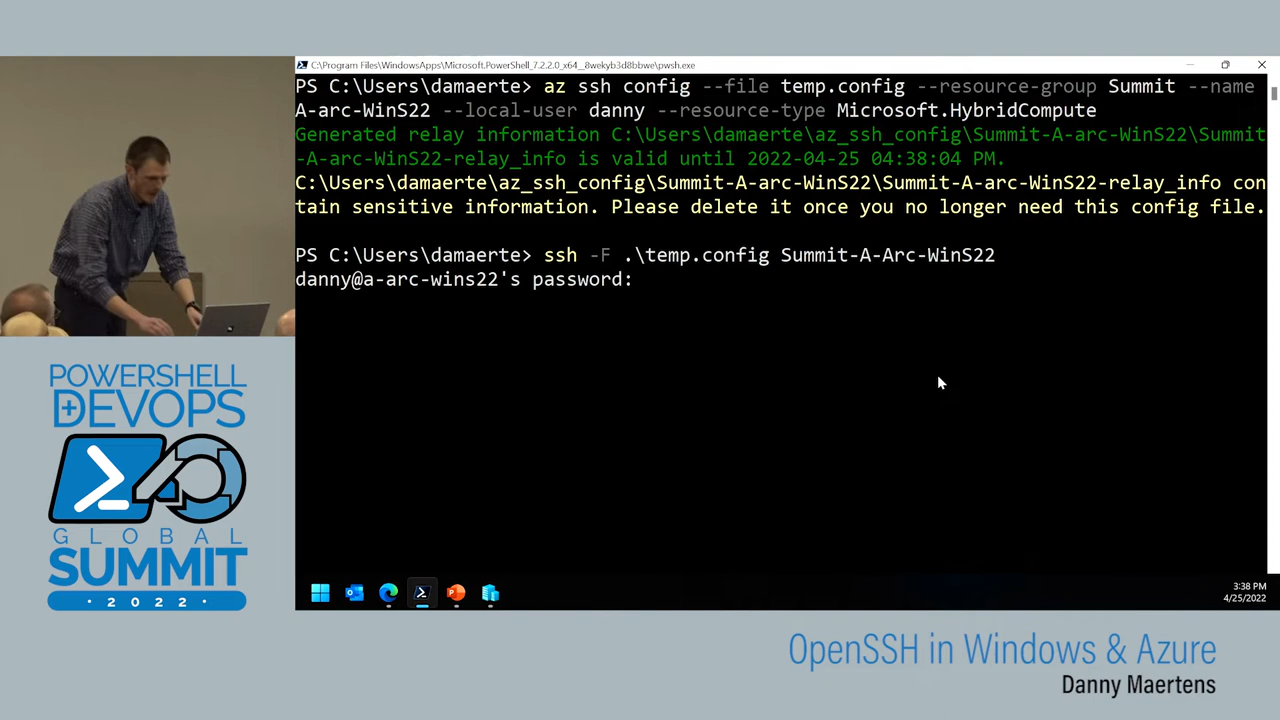 C:\Program Files\WindowsApps\Microsoft.PowerShell_7.2.2.0_x64__8wekyb3d8bbwe\pwsh.exe
PS C:\Users\damaerte> az ssh config --file temp.config --resource-group Summit --name
A-arc-WinS22 --local-user danny --resource-type Microsoft.HybridCompute
Generated relay information C:\Users\damaerte\az_ssh_config\Summit-A-arc-WinS22\Summit
-A-arc-WinS22-relay_info is valid until 2022-04-25 04:38:04 PM.
C:\Users\damaerte\az_ssh_config\Summit-A-arc-WinS22\Summit-A-arc-WinS22-relay_info con
tain sensitive information. Please delete it once you no longer need this config file.
PS C:\Users\damaerte> ssh -F .\temp.config Summit-A-Arc-WinS22
danny@a-arc-wins22's password:
3:38 PM
4/25/2022
POWERSHELL
+DEVOPS
GLOBAL
SUMMIT
· 2022 ·
OpenSSH in Windows & Azure
Danny Maertens